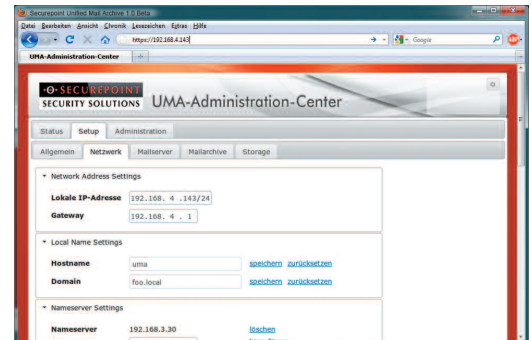 Securepoint Unified Mail Archive 1.0 Beta
Datei Bearbeiten Ansicht Chronik Lesezeichen Extras Hilfe
https://192.168.4.143 Google ABP
UMA-Administration-Center
SECUREPOINT
SECURITY SOLUTIONS UMA-Administration-Center
Status Setup Administration
Allgemein Netzwerk Mailserver Mailarchive Storage
Network Address Settings
Lokale IP-Adresse 192.168. 4 .143/24
Gateway 192.168. 4 . 1
Local Name Settings
Hostname uma speichern zurücksetzen
Domain foo.local speichern zurücksetzen
Nameserver Settings
Nameserver 192.168.3.30 löschen